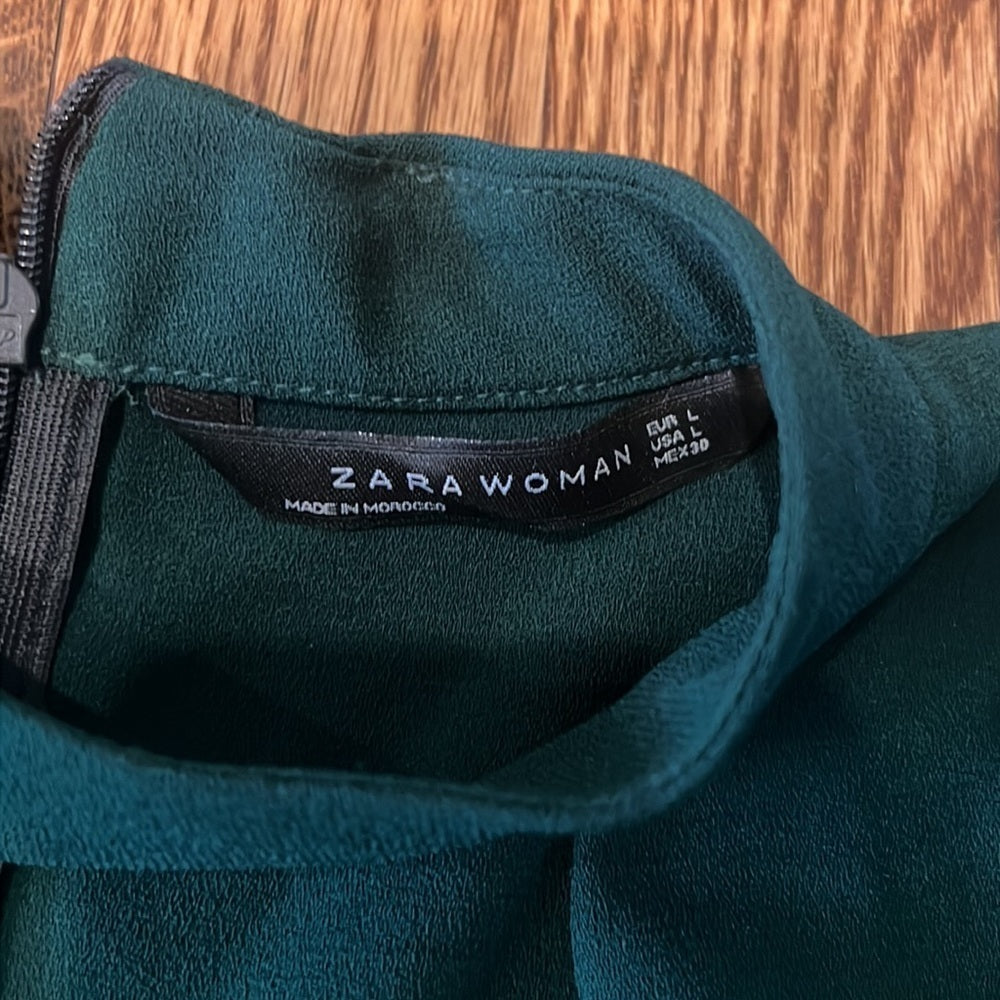 ZARA WOMAN
MADE IN MOROCCO
EUR L
USA L
MEX 30